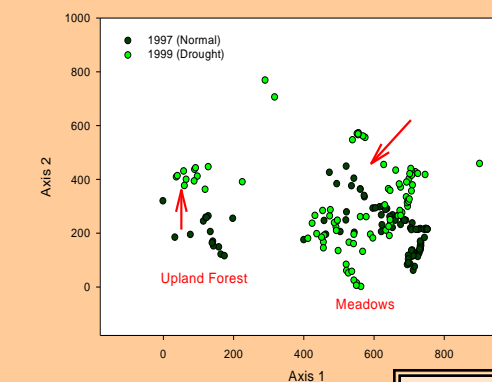 1000
1997 (Normal)
1999 (Drought)
800
600
Axis 2
400
200
0
Upland Forest
Meadows
0 200 400 600 800
Axis 1